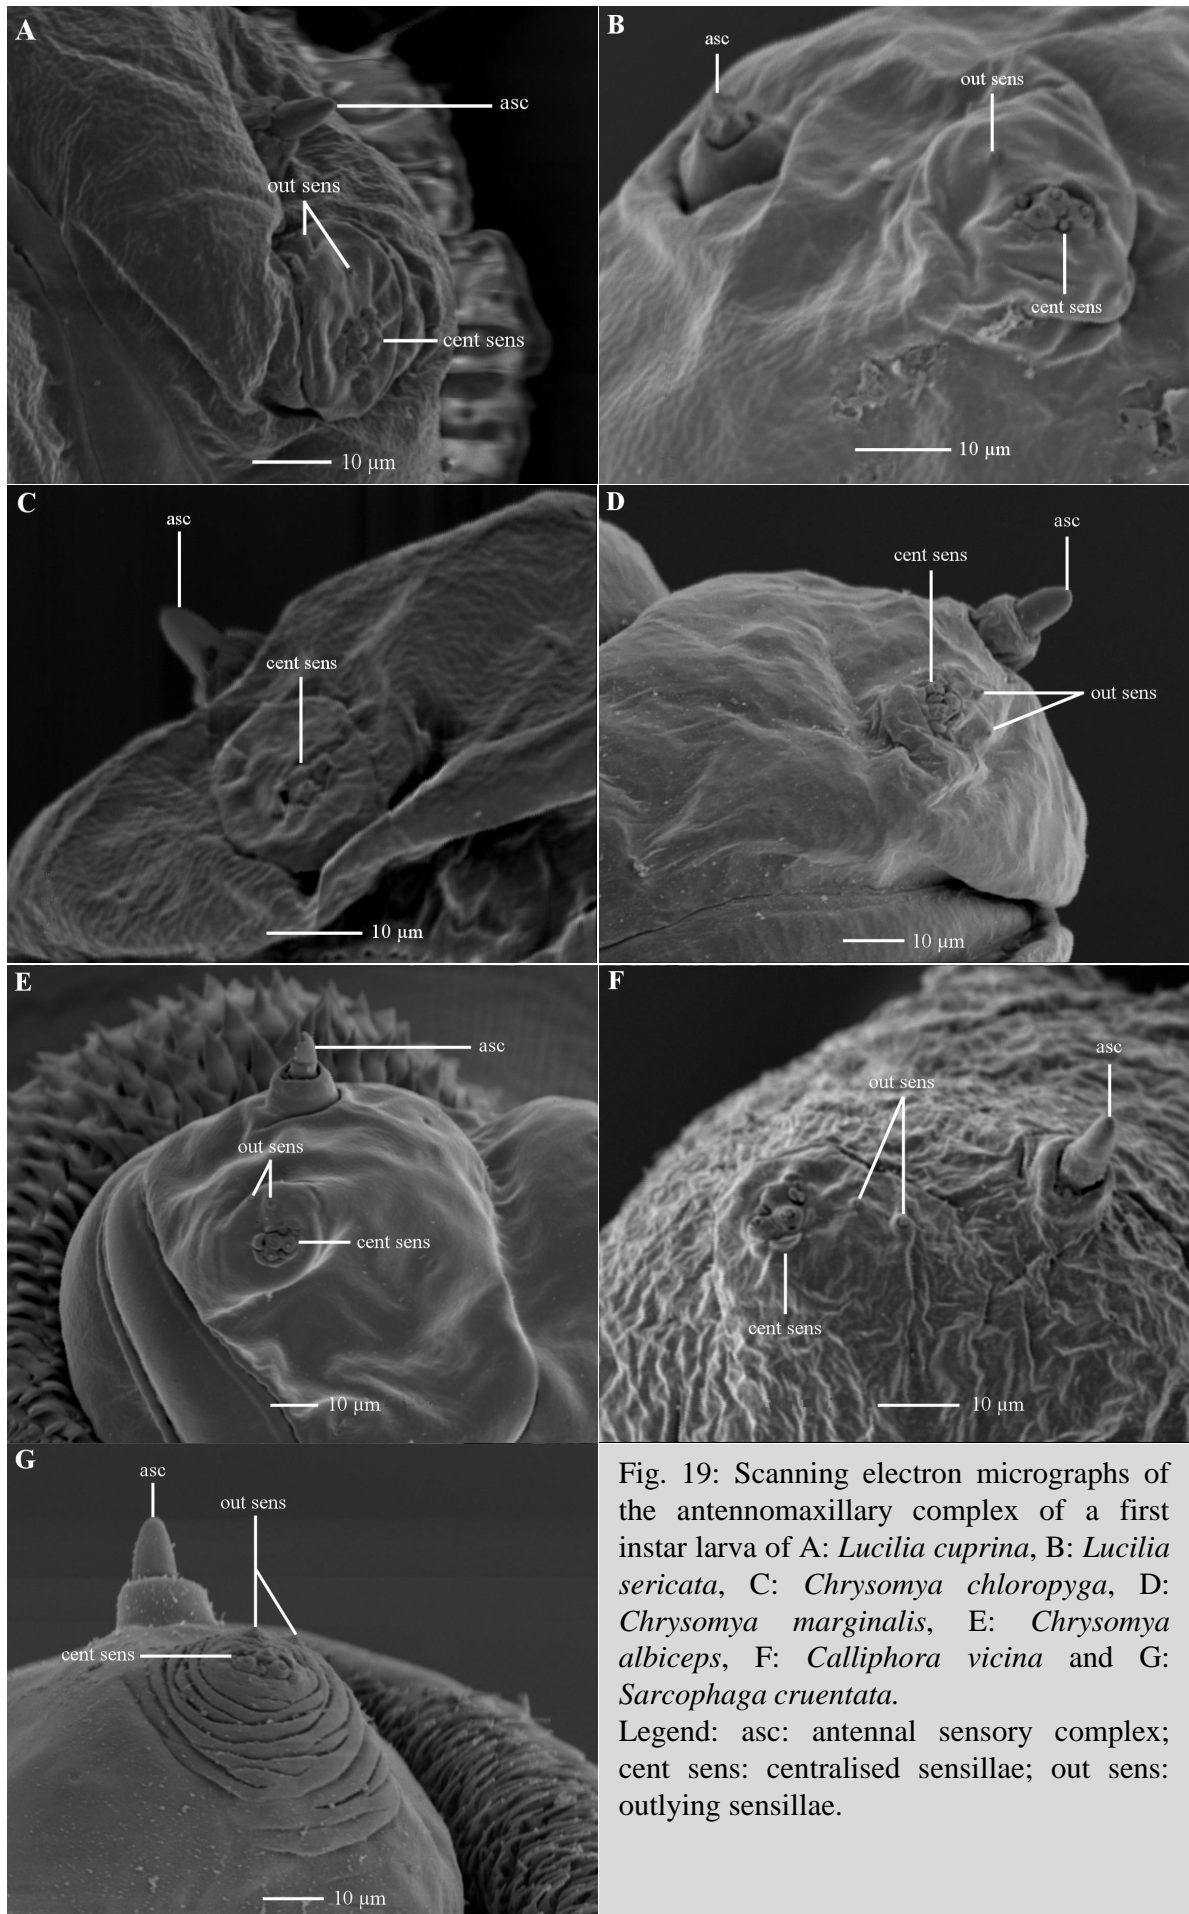 A
asc
out sens
cent sens
10 µm
B
asc
out sens
cent sens
10 µm
C
asc
cent sens
10 µm
D
asc
cent sens
out sens
10 µm
E
asc
out sens
cent sens
10 µm
F
asc
out sens
cent sens
10 µm
G
asc
out sens
cent sens
10 µm
Fig. 19: Scanning electron micrographs of
the antennomaxillary complex of a first
instar larva of A: Lucilia cuprina, B: Lucilia
sericata, C: Chrysomya chloropyga, D:
Chrysomya marginalis, E: Chrysomya
albiceps, F: Calliphora vicina and G:
Sarcophaga cruentata.
Legend: asc: antennal sensory complex;
cent sens: centralised sensillae; out sens:
outlying sensillae.